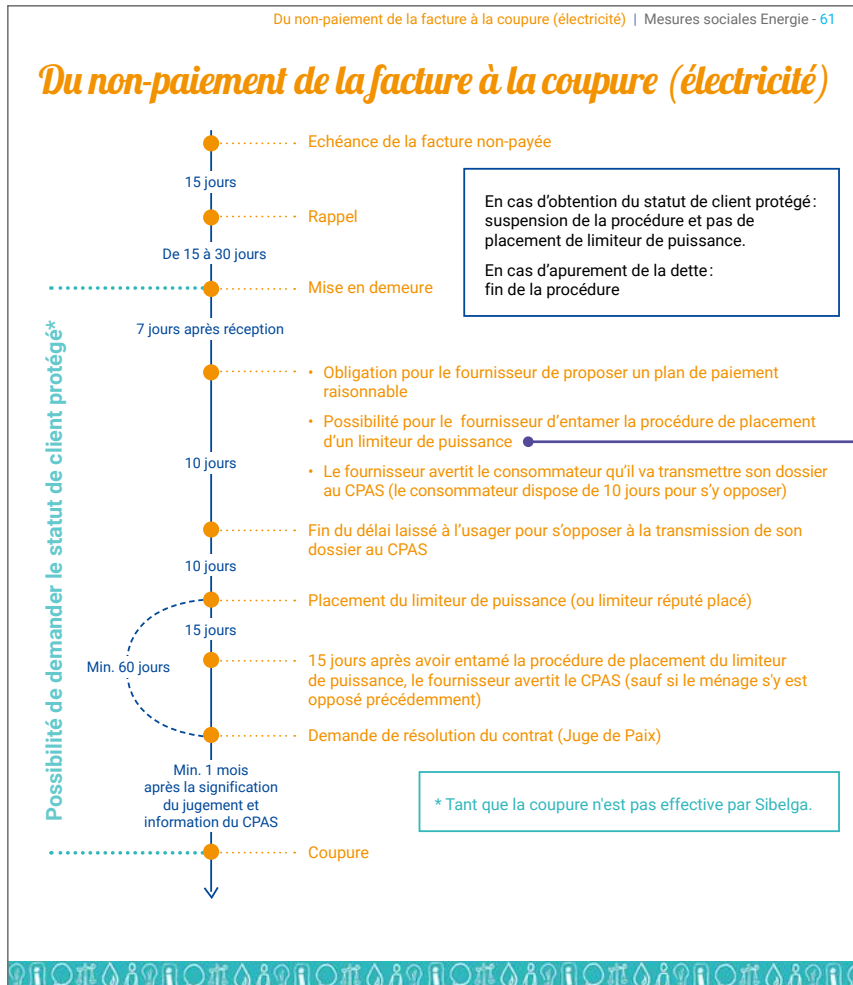 Du non-paiement de la facture à la coupure (électricité) | Mesures sociales Energie - 61
Du non-paiement de la facture à la coupure (électricité)
Echéance de la facture non-payée
15 jours
En cas d'obtention du statut de client protégé :
suspension de la procédure et pas de
placement de limiteur de puissance.
En cas d'apurement de la dette :
fin de la procédure
Rappel
De 15 à 30 jours
Mise en demeure
Possibilité de demander le statut de client protégé*
7 jours après réception
• Obligation pour le fournisseur de proposer un plan de paiement
raisonnable
• Possibilité pour le fournisseur d'entamer la procédure de placement
d'un limiteur de puissance
• Le fournisseur avertit le consommateur qu'il va transmettre son dossier
au CPAS (le consommateur dispose de 10 jours pour s'y opposer)
10 jours
Fin du délai laissé à l'usager pour s'opposer à la transmission de son
dossier au CPAS
10 jours
Placement du limiteur de puissance (ou limiteur réputé placé)
15 jours
Min. 60 jours
15 jours après avoir entamé la procédure de placement du limiteur
de puissance, le fournisseur avertit le CPAS (sauf si le ménage s'y est
opposé précédemment)
Demande de résolution du contrat (Juge de Paix)
Min. 1 mois
après la signification
du jugement et
information du CPAS
* Tant que la coupure n'est pas effective par Sibelga.
Coupure